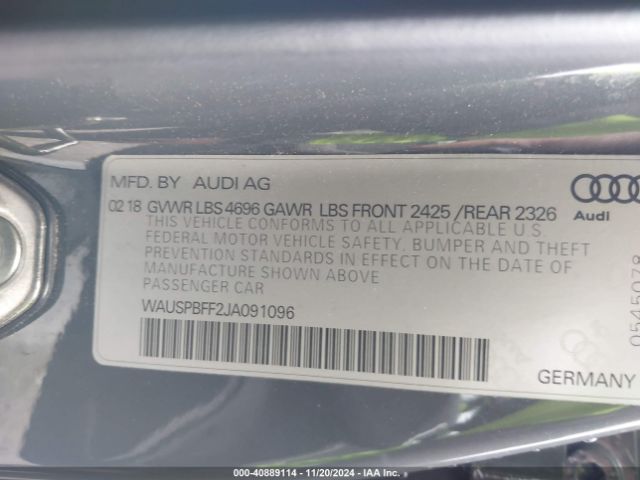 MFD. BY AUDI AG
02 18 GVWR LBS 4696 GAWR LBS FRONT 2425 /REAR 2326
THIS VEHICLE CONFORMS TO ALL APPLICABLE U.S
FEDERAL MOTOR VEHICLE SAFETY, BUMPER AND THEFT
PREVENTION STANDARDS IN EFFECT ON THE DATE OF
MANUFACTURE SHOWN ABOVE
PASSENGER CAR
WAUSPBFF2JA091096
Audi
GERMANY
000-40889114 - 11/20/2024 - IAA Inc.